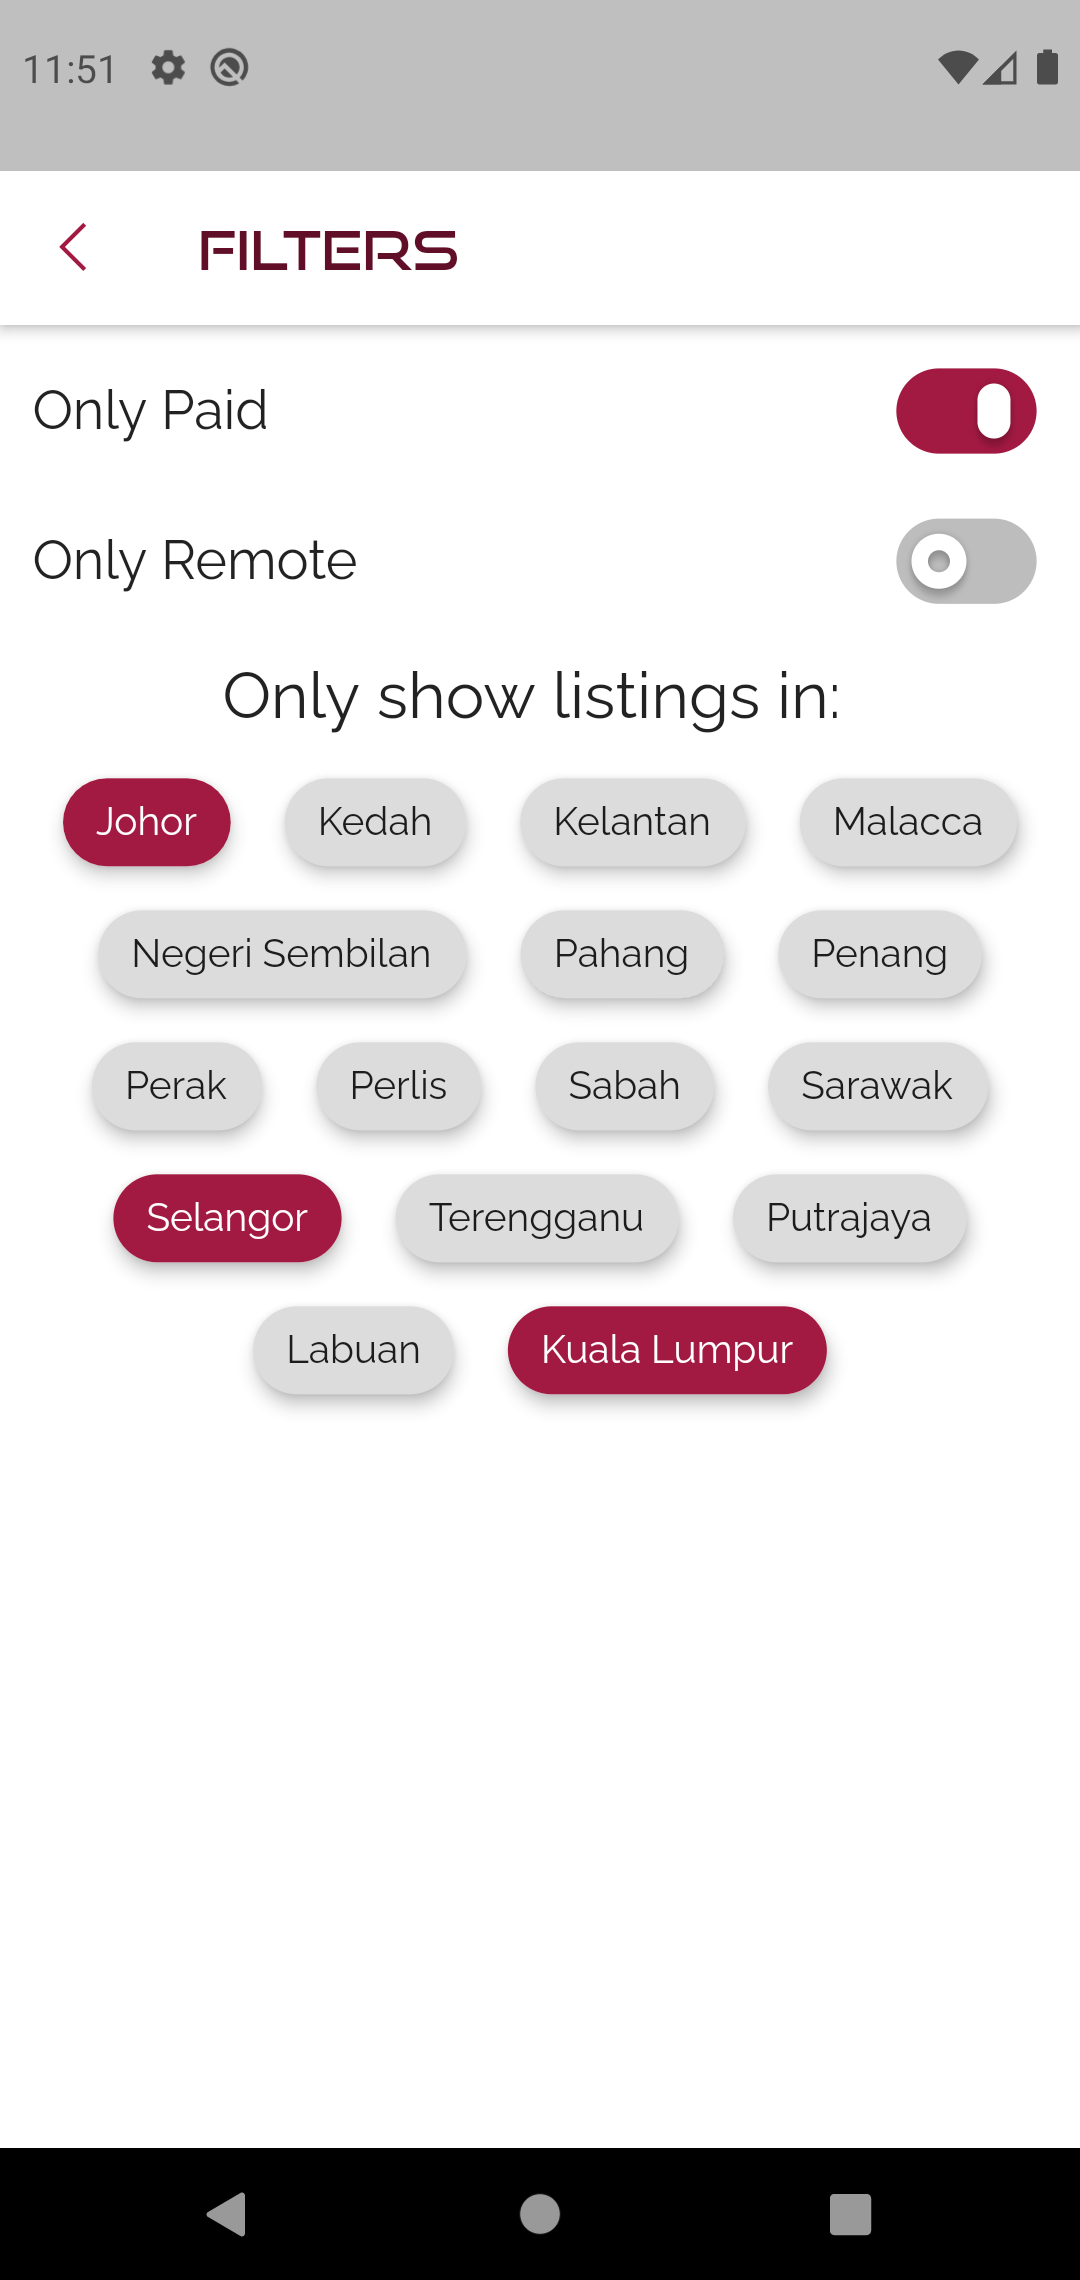 11:51
FILTERS
Only Paid
Only Remote
Only show listings in:
Johor Kedah Kelantan Malacca
Negeri Sembilan Pahang Penang
Perak Perlis Sabah Sarawak
Selangor Terengganu Putrajaya
Labuan Kuala Lumpur